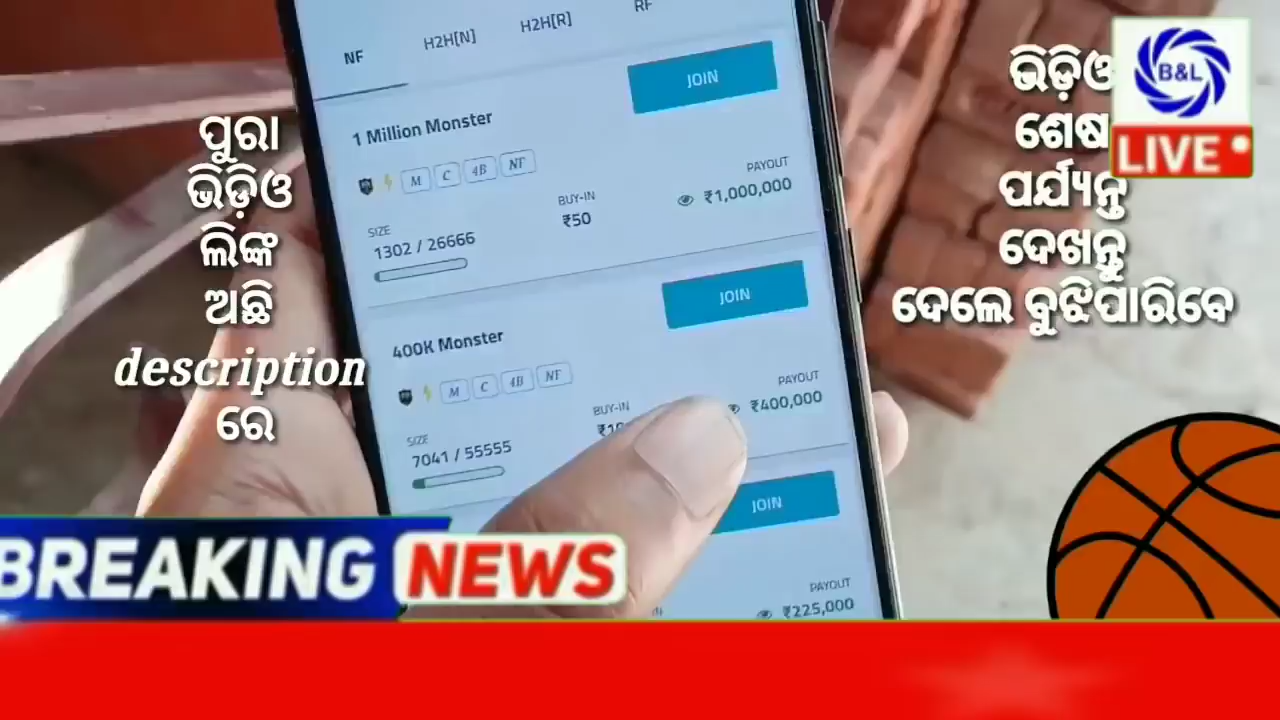 NF
H2H[N]
H2H[R]
RF
1 Million Monster
JOIN
M C 4B NF
SIZE
1302 / 26666
BUY-IN
₹50
PAYOUT
₹1,000,000
400K Monster
JOIN
M C 4B NF
SIZE
7041 / 55555
BUY-IN
PAYOUT
₹400,000
JOIN
PAYOUT
₹225,000
ପୁରା
ଭିଡ଼ିଓ
ଲିଙ୍କ
ଅଛି
description
ରେ
ଭିଡ଼ିଓ
ଶେଷ
ପର୍ଯ୍ୟନ୍ତ
ଦେଖନ୍ତୁ
ଦେଲେ ବୁଝିପାରିବେ
B&L
LIVE
BREAKING NEWS